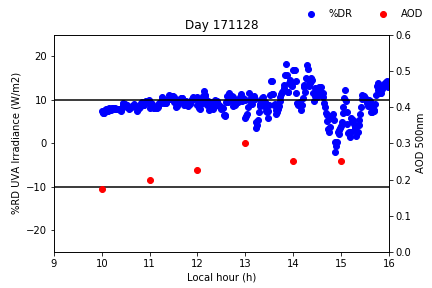 %DR AOD
Day 171128
%RD UVA Irradiance (W/m2)
20
10
0
−10
−20
0.6
0.5
0.4
0.3
0.2
0.1
0.0
AOD 500nm
9 10 11 12 13 14 15 16
Local hour (h)